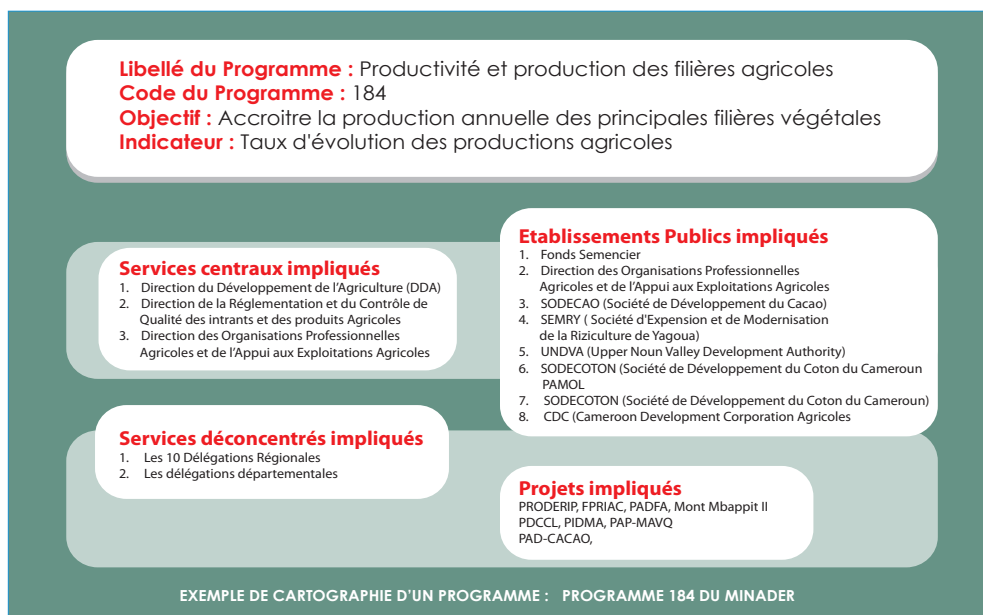 Libellé du Programme : Productivité et production des filières agricoles
Code du Programme : 184
Objectif : Accroitre la production annuelle des principales filières végétales
Indicateur : Taux d'évolution des productions agricoles
Services centraux impliqués
1. Direction du Développement de l'Agriculture (DDA)
2. Direction de la Réglementation et du Contrôle de
Qualité des intrants et des produits Agricoles
3. Direction des Organisations Professionnelles
Agricoles et de l'Appui aux Exploitations Agricoles
Etablissements Publics impliqués
1. Fonds Semencier
2. Direction des Organisations Professionnelles
Agricoles et de l'Appui aux Exploitations Agricoles
3. SODECAO (Société de Développement du Cacao)
4. SEMRY ( Société d'Expension et de Modernisation
de la Riziculture de Yagoua)
5. UNDVA (Upper Noun Valley Development Authority)
6. SODECOTON (Société de Développement du Coton du Cameroun
PAMOL
7. SODECOTON (Société de Développement du Coton du Cameroun)
8. CDC (Cameroon Development Corporation Agricoles
Services déconcentrés impliqués
1. Les 10 Délégations Régionales
2. Les délégations départementales
Projets impliqués
PRODERIP, FPRIAC, PADFA, Mont Mbappit II
PDCCL, PIDMA, PAP-MAVQ
PAD-CACAO,
EXEMPLE DE CARTOGRAPHIE D'UN PROGRAMME : PROGRAMME 184 DU MINADER